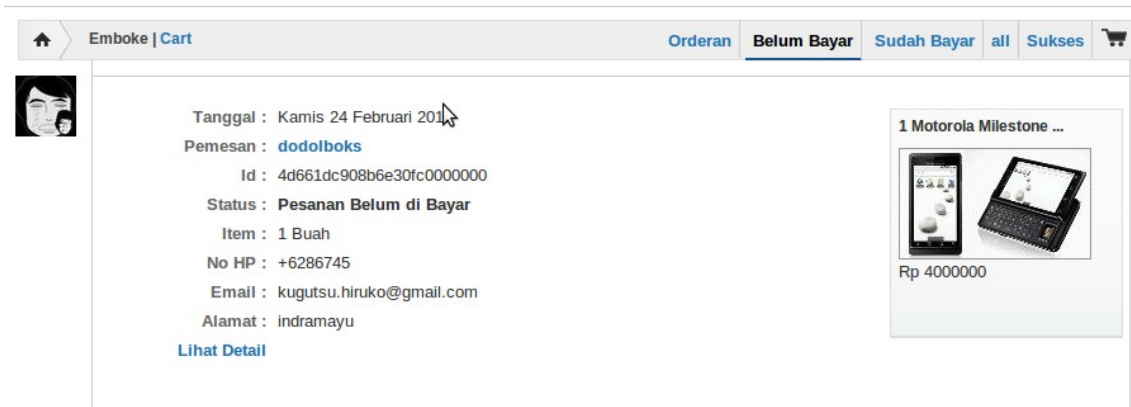 Emboke | Cart
Orderan Belum Bayar Sudah Bayar all Sukses
Tanggal : Kamis 24 Februari 201
Pemesan : dodolboks
Id : 4d661dc908b6e30fc0000000
Status : Pesanan Belum di Bayar
Item : 1 Buah
No HP : +6286745
Email : kugutsu.hiruko@gmail.com
Alamat : indramayu
Lihat Detail
1 Motorola Milestone ...
Rp 4000000